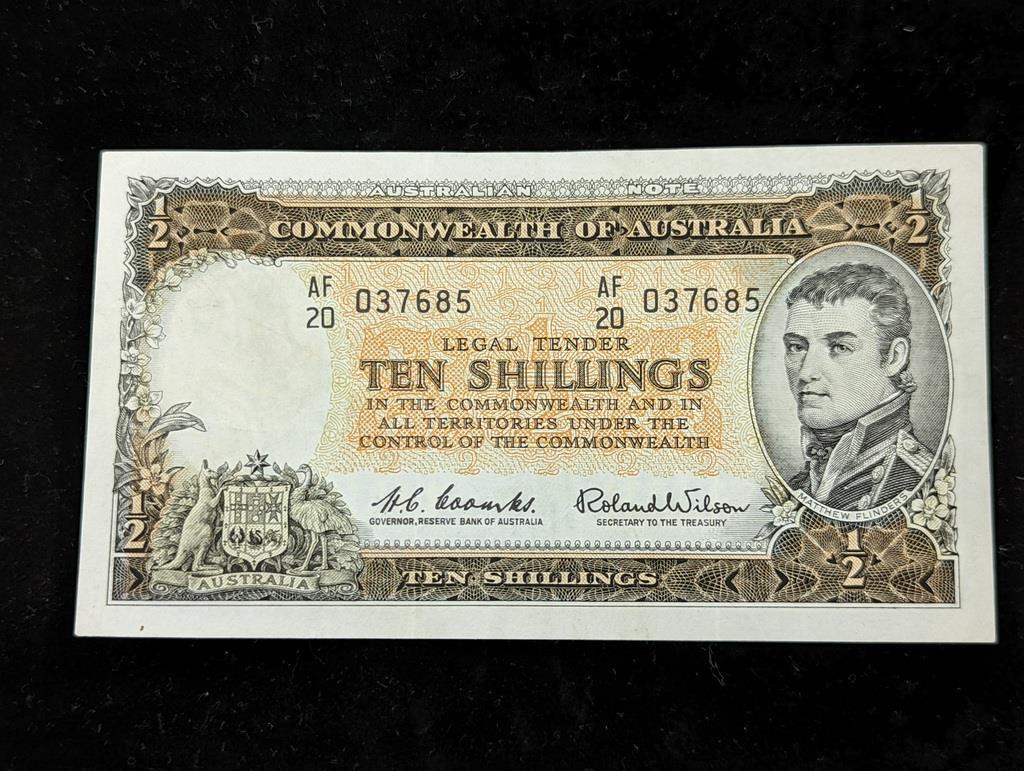 AUSTRALIAN NOTE
1/2 1/2
COMMONWEALTH OF AUSTRALIA
AF 20 037685 AF 20 037685
LEGAL TENDER
TEN SHILLINGS
IN THE COMMONWEALTH AND IN
ALL TERRITORIES UNDER THE
CONTROL OF THE COMMONWEALTH
H.C. Coombs. Roland Wilson
GOVERNOR, RESERVE BANK OF AUSTRALIA SECRETARY TO THE TREASURY
MATTHEW FLINDERS
1/2 1/2
AUSTRALIA
TEN SHILLINGS